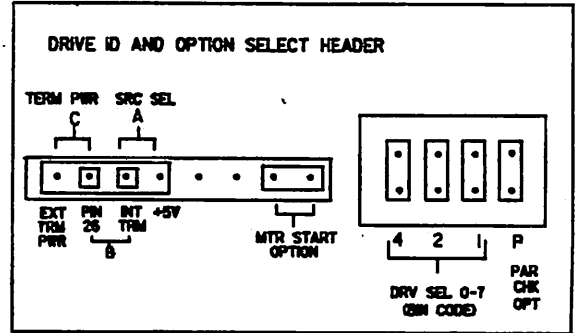 DRIVE ID AND OPTION SELECT HEADER
TERM PWR SRC SEL
C A
EXT TRM PWR
PIN 26
INT TRM
+5V
B
MTR START OPTION
4 2 1 P
DRV SEL 0-7
(BIN CODE)
PAR CHK OPT